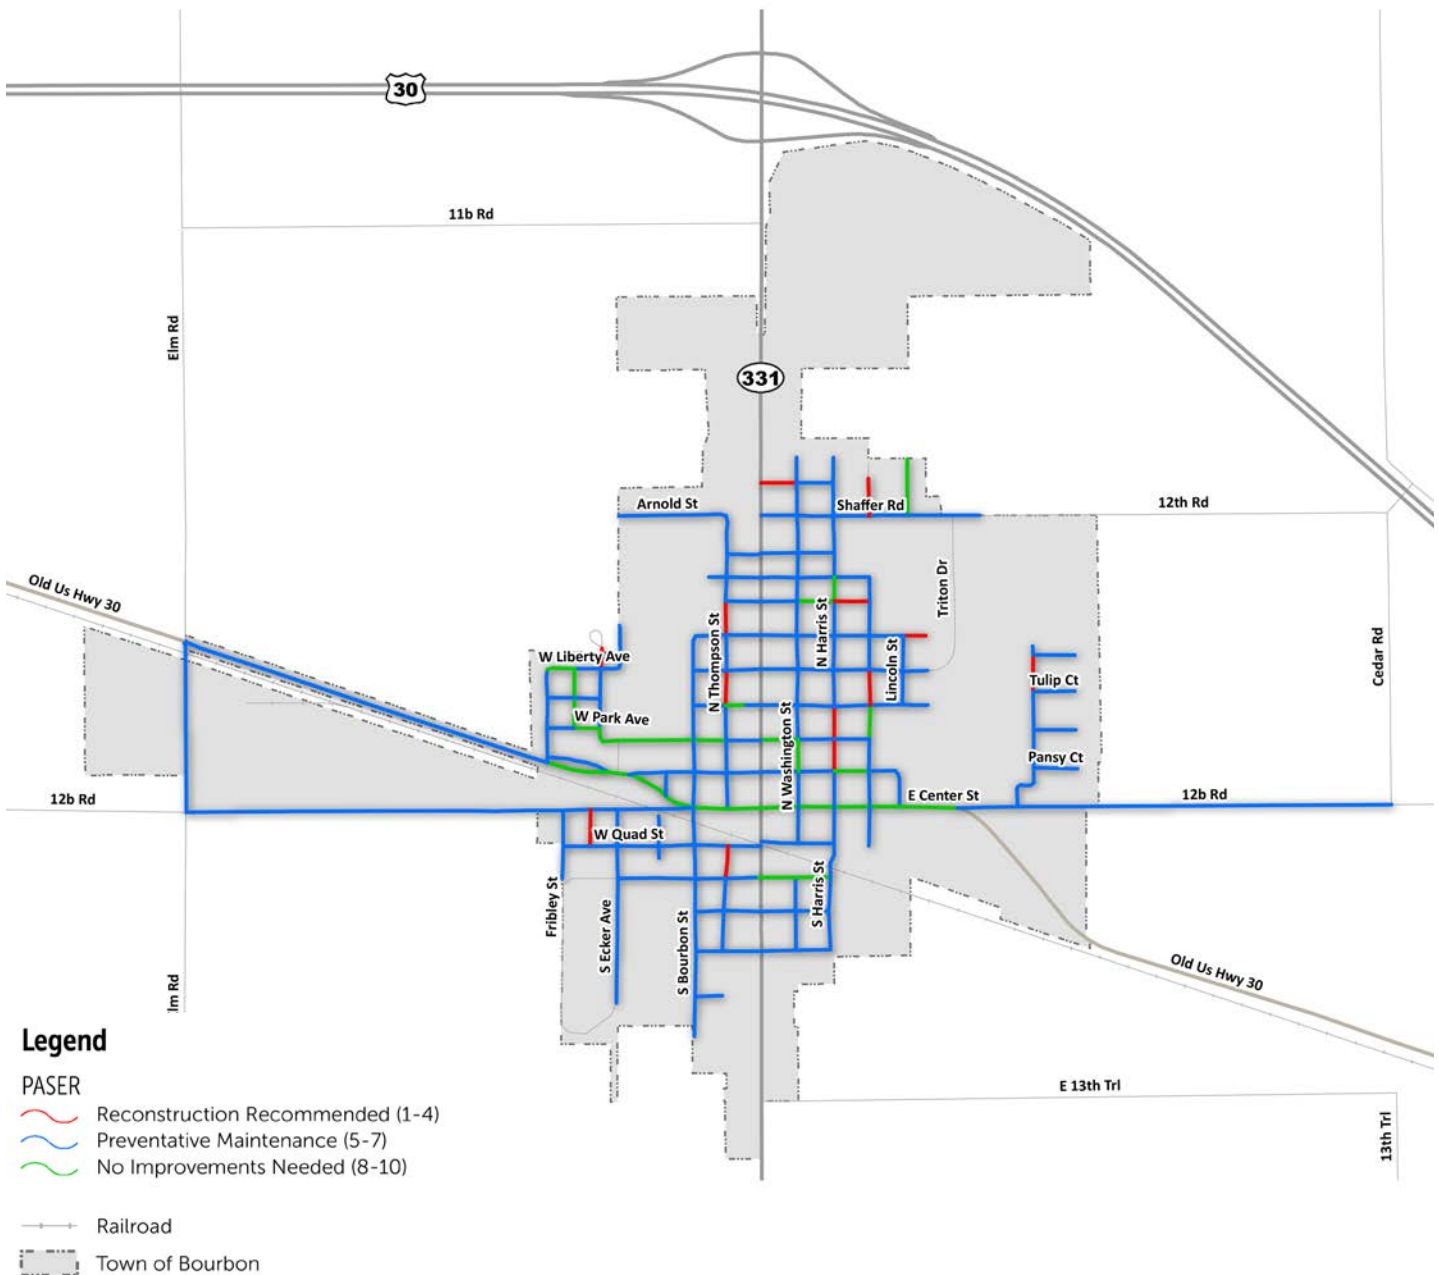 30
11b Rd
Elm Rd
331
Arnold St
Shaffer Rd
12th Rd
Old Us Hwy 30
Triton Dr
N Thompson St
N Harris St
Lincoln St
W Liberty Ave
Tulip Ct
Cedar Rd
W Park Ave
N Washington St
Pansy Ct
12b Rd
E Center St
12b Rd
W Quad St
Fribley St
S Ecker Ave
S Bourbon St
S Harris St
Old Us Hwy 30
lm Rd
E 13th Trl
13th Trl
Legend
PASER
Reconstruction Recommended (1-4)
Preventative Maintenance (5-7)
No Improvements Needed (8-10)
Railroad
Town of Bourbon